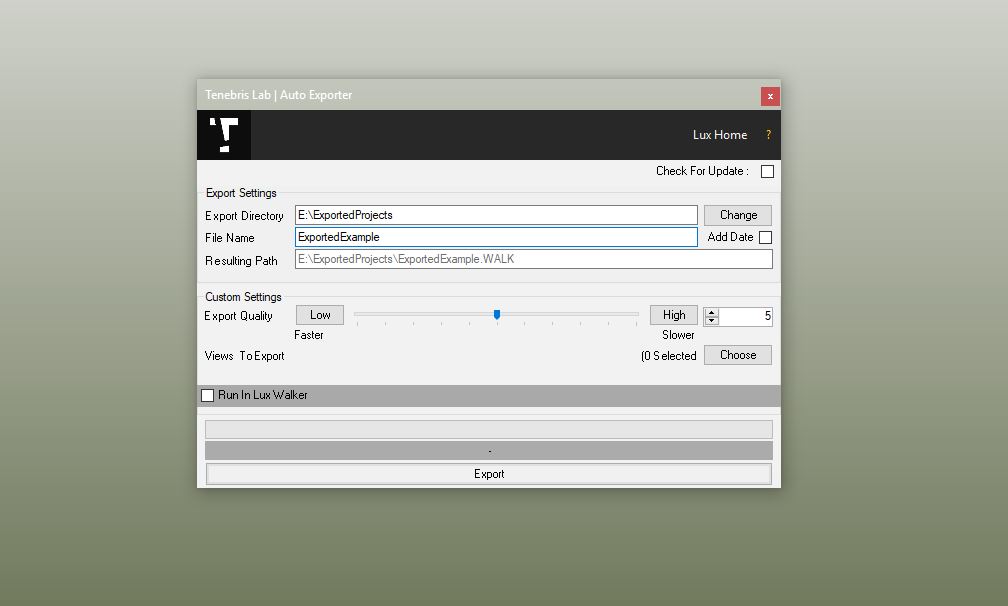 Tenebris Lab | Auto Exporter
x
Lux Home ?
Check For Update :
Export Settings
Export Directory E:\ExportedProjects Change
File Name ExportedExample Add Date
Resulting Path E:\ExportedProjects\ExportedExample.WALK
Custom Settings
Export Quality Low High 5
Faster Slower
Views To Export (0 Selected Choose
Run In Lux Walker
-
Export